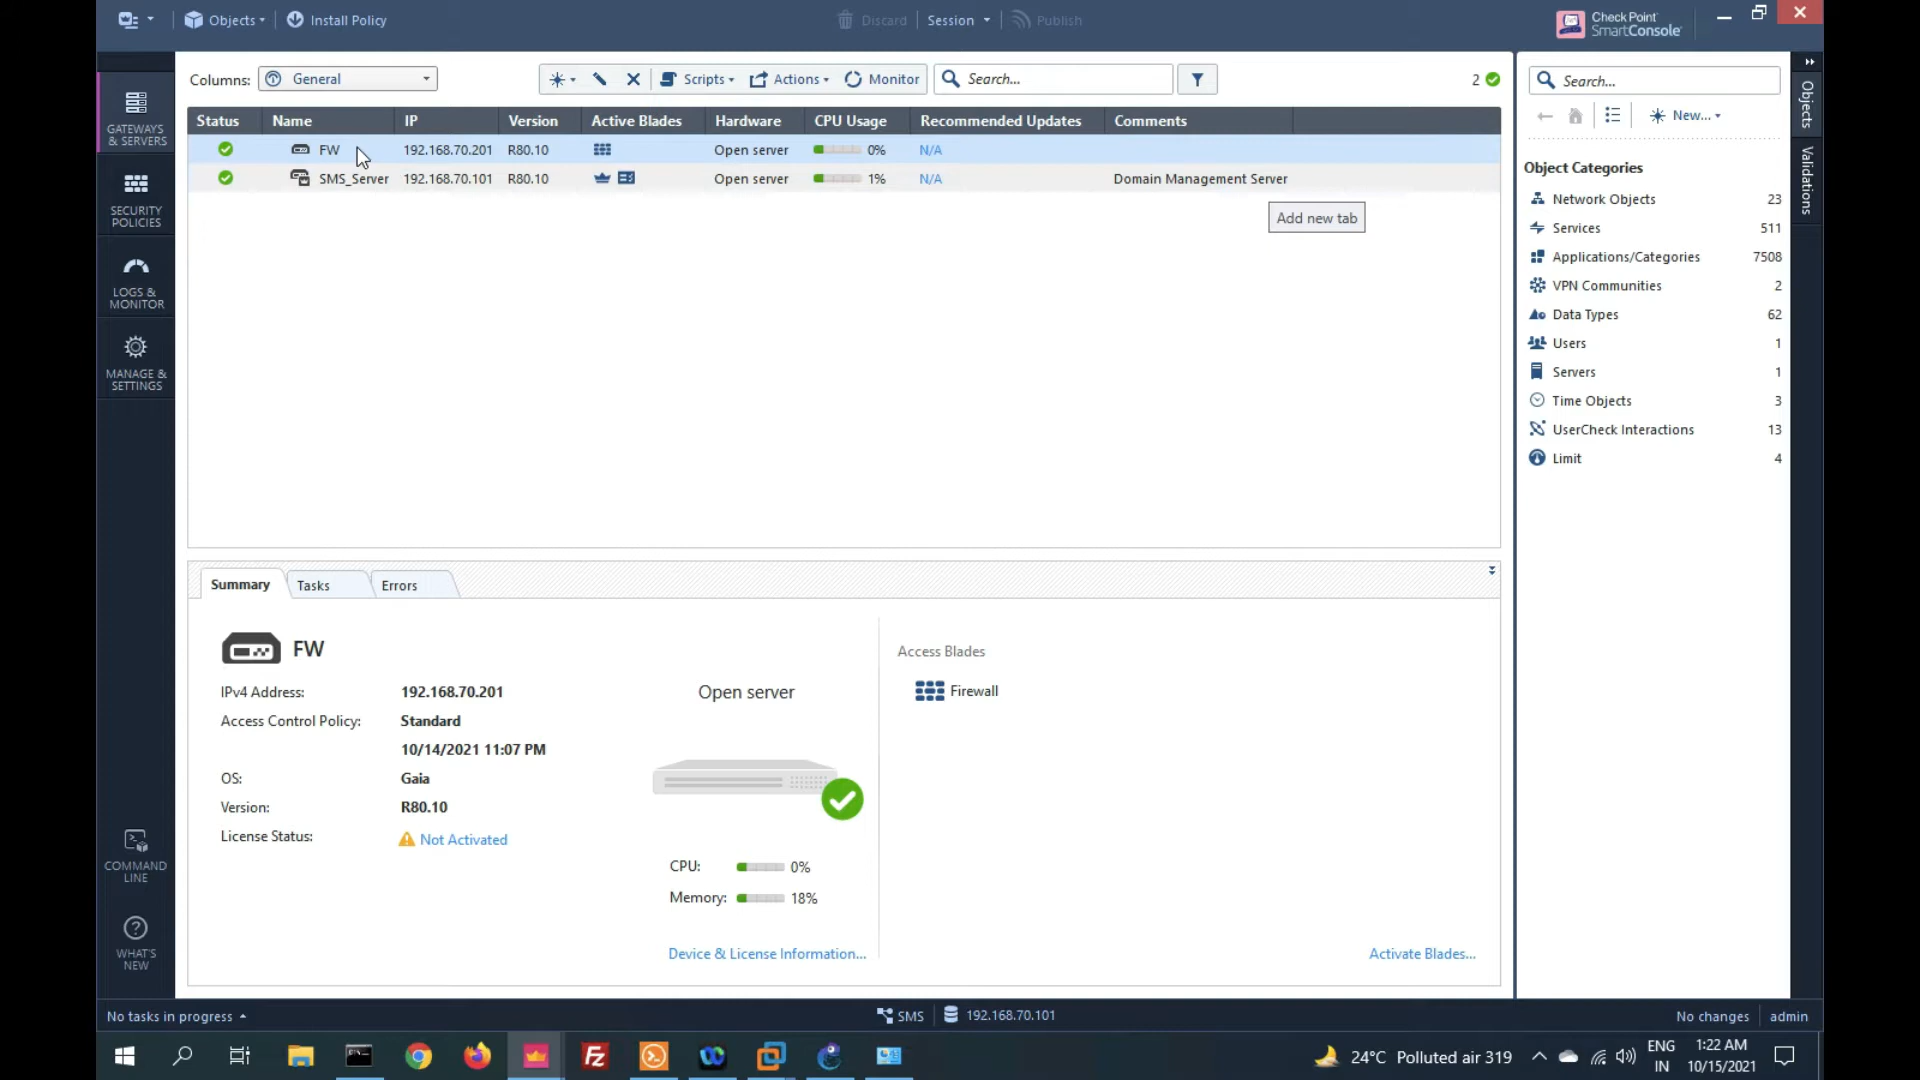 Objects
Install Policy
Discard
Session
Publish
Check Point
SmartConsole
Columns:
General
Scripts
Actions
Monitor
Search...
2
Search...
New...
GATEWAYS
& SERVERS
SECURITY
POLICIES
LOGS &
MONITOR
MANAGE &
SETTINGS
COMMAND
LINE
WHAT'S
NEW
Status Name IP Version Active Blades Hardware CPU Usage Recommended Updates Comments
FW 192.168.70.201 R80.10 Open server 0% N/A
SMS_Server 192.168.70.101 R80.10 Open server 1% N/A Domain Management Server
Add new tab
Summary
Tasks
Errors
FW
IPv4 Address: 192.168.70.201
Access Control Policy: Standard
10/14/2021 11:07 PM
OS: Gaia
Version: R80.10
License Status: Not Activated
Open server
CPU: 0%
Memory: 18%
Device & License Information...
Access Blades
Firewall
Activate Blades...
Object Categories
Network Objects 23
Services 511
Applications/Categories 7508
VPN Communities 2
Data Types 62
Users 1
Servers 1
Time Objects 3
UserCheck Interactions 13
Limit 4
Objects
Validations
No tasks in progress
SMS
192.168.70.101
No changes
admin
24°C Polluted air 319
ENG
IN
1:22 AM
10/15/2021